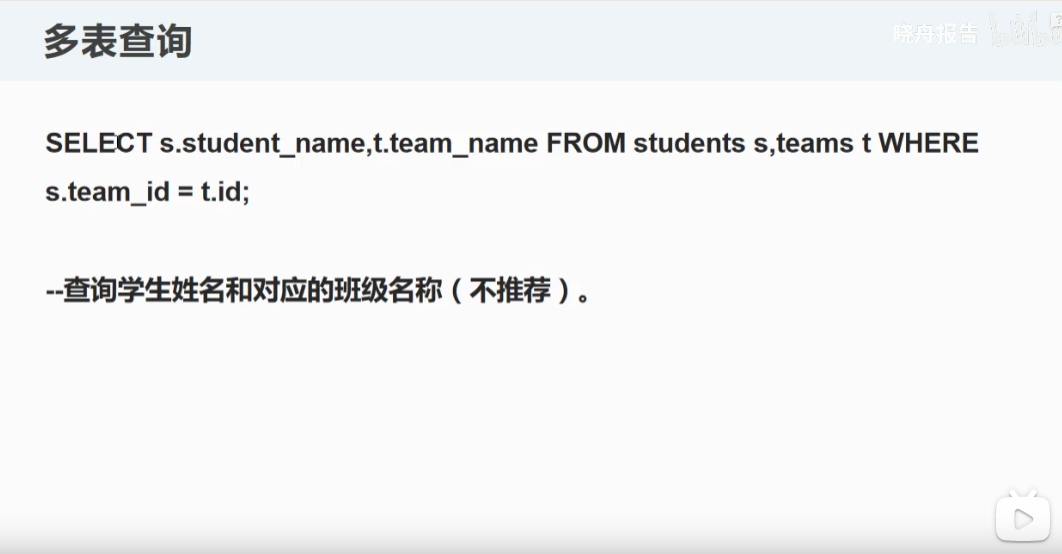 多表查询
晓舟报告
SELECT s.student_name,t.team_name FROM students s,teams t WHERE
s.team_id = t.id;
--查询学生姓名和对应的班级名称（不推荐）。